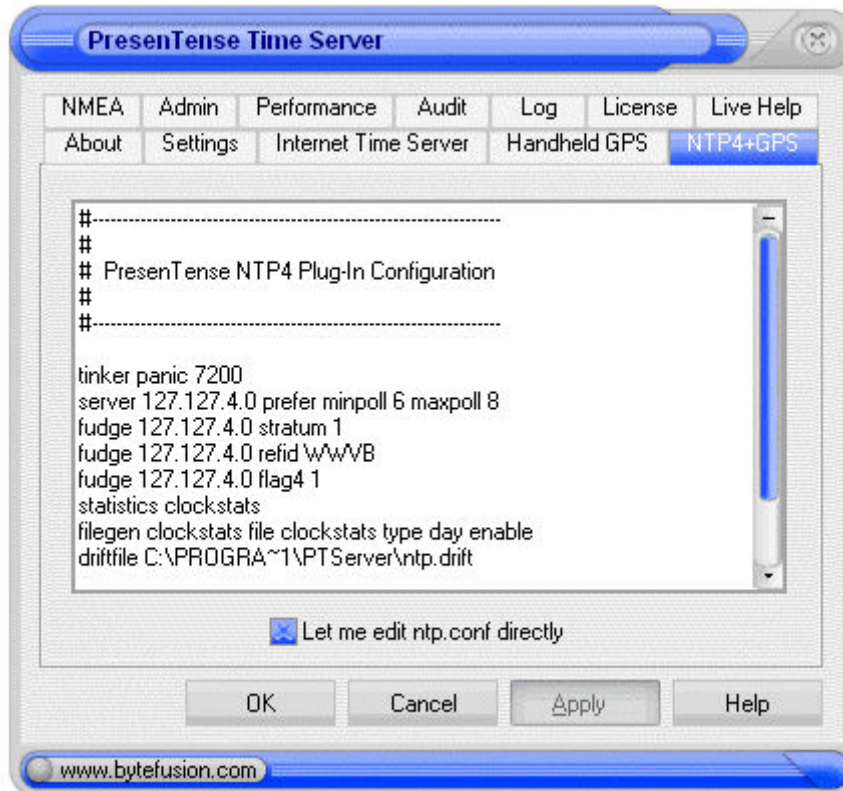 PresenTense Time Server
NMEA Admin Performance Audit Log License Live Help
About Settings Internet Time Server Handheld GPS NTP4+GPS
#--------------------------------------------------------------------
#
# PresenTense NTP4 Plug-In Configuration
#
#--------------------------------------------------------------------
tinker panic 7200
server 127.127.4.0 prefer minpoll 6 maxpoll 8
fudge 127.127.4.0 stratum 1
fudge 127.127.4.0 refid WWVB
fudge 127.127.4.0 flag4 1
statistics clockstats
filegen clockstats file clockstats type day enable
driftfile C:\PROGRA~1\PTServer\ntp.drift
Let me edit ntp.conf directly
OK Cancel Apply Help
www.bytefusion.com